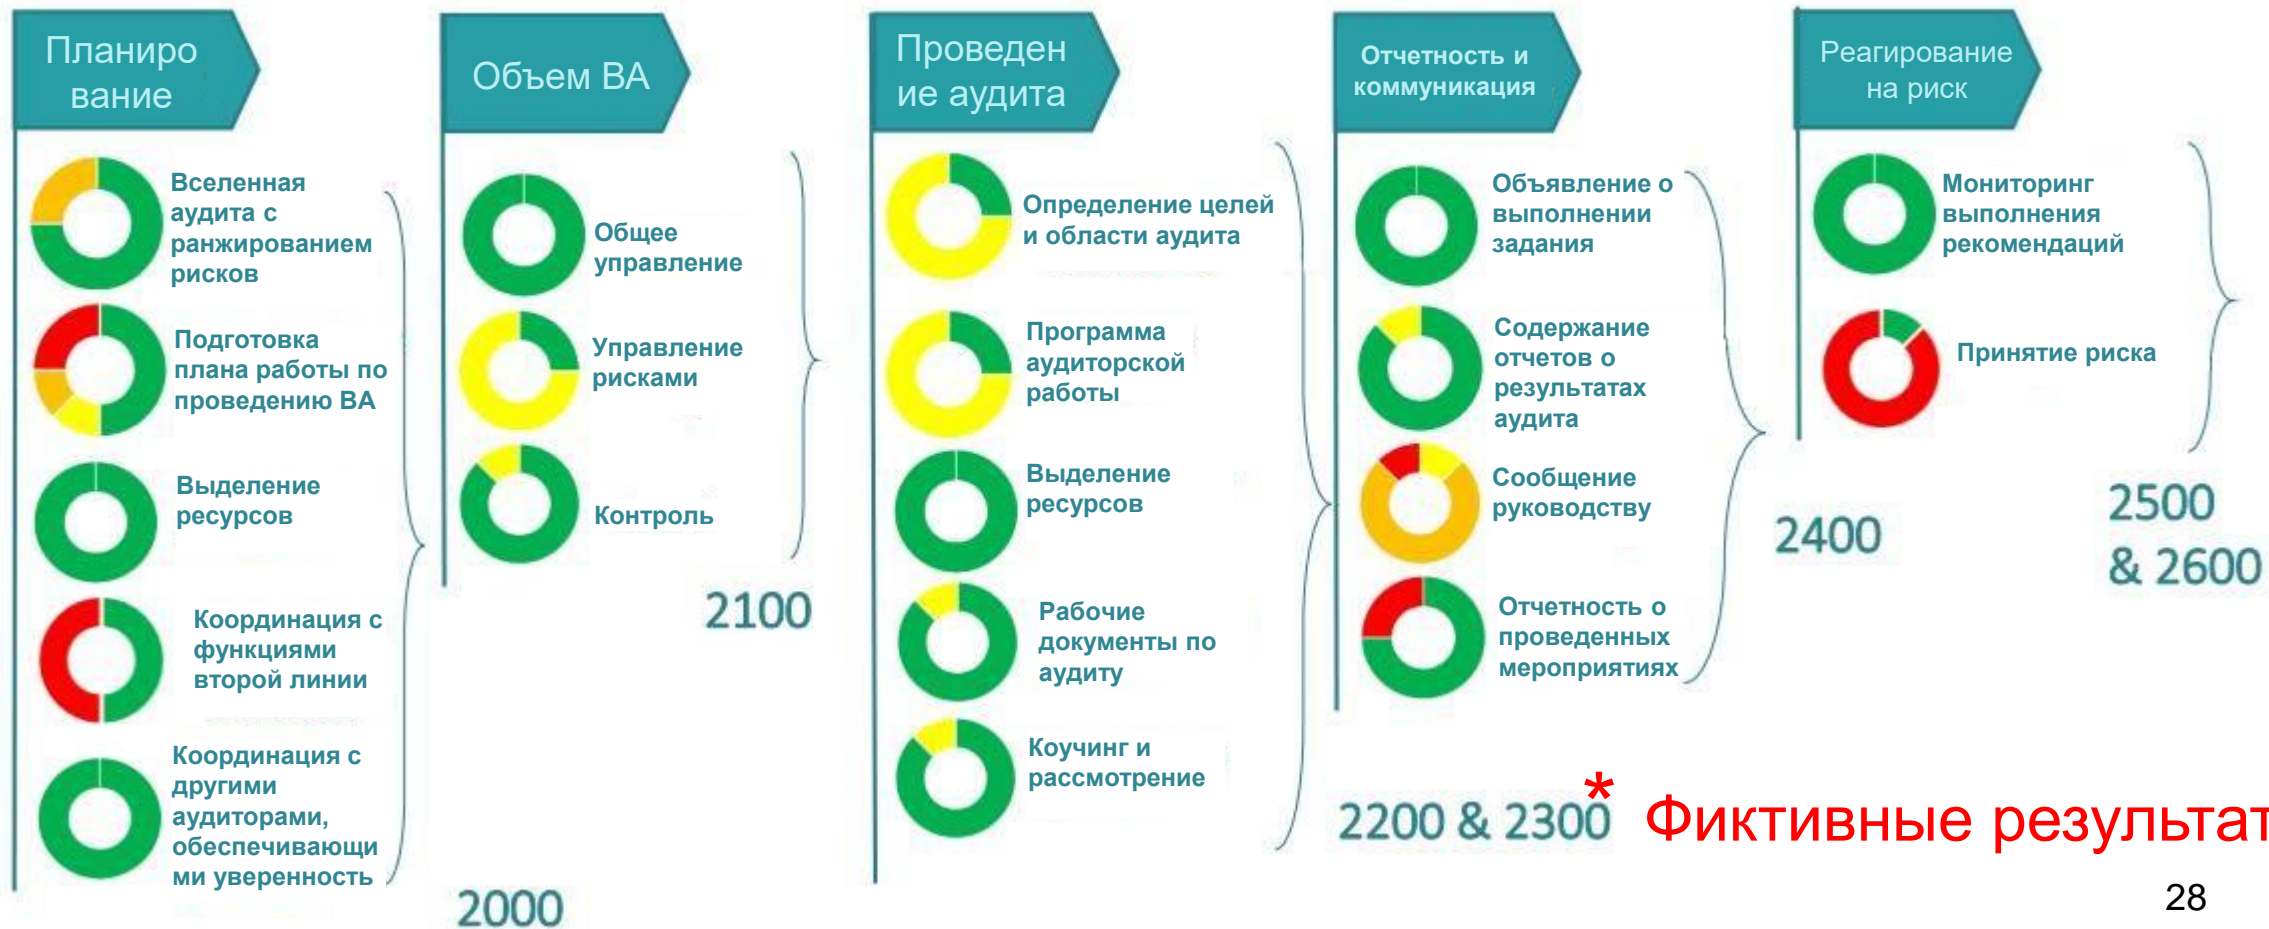 Планиро
вание
Вселенная
аудита с
ранжированием
рисков
Подготовка
плана работы по
проведению ВА
Выделение
ресурсов
Координация с
функциями
второй линии
Координация с
другими
аудиторами,
обеспечивающи
ми уверенность
2000
Объем ВА
Общее
управление
Управление
рисками
Контроль
2100
Проведен
ие аудита
Определение целей
и области аудита
Программа
аудиторской
работы
Выделение
ресурсов
Рабочие
документы по
аудиту
Коучинг и
рассмотрение
2200 & 2300
Отчетность и
коммуникация
Объявление о
выполнении
задания
Содержание
отчетов о
результатах
аудита
Сообщение
руководству
Отчетность о
проведенных
мероприятиях
2400
Реагирование
на риск
Мониторинг
выполнения
рекомендаций
Принятие риска
2500
& 2600
* Фиктивные результат
28